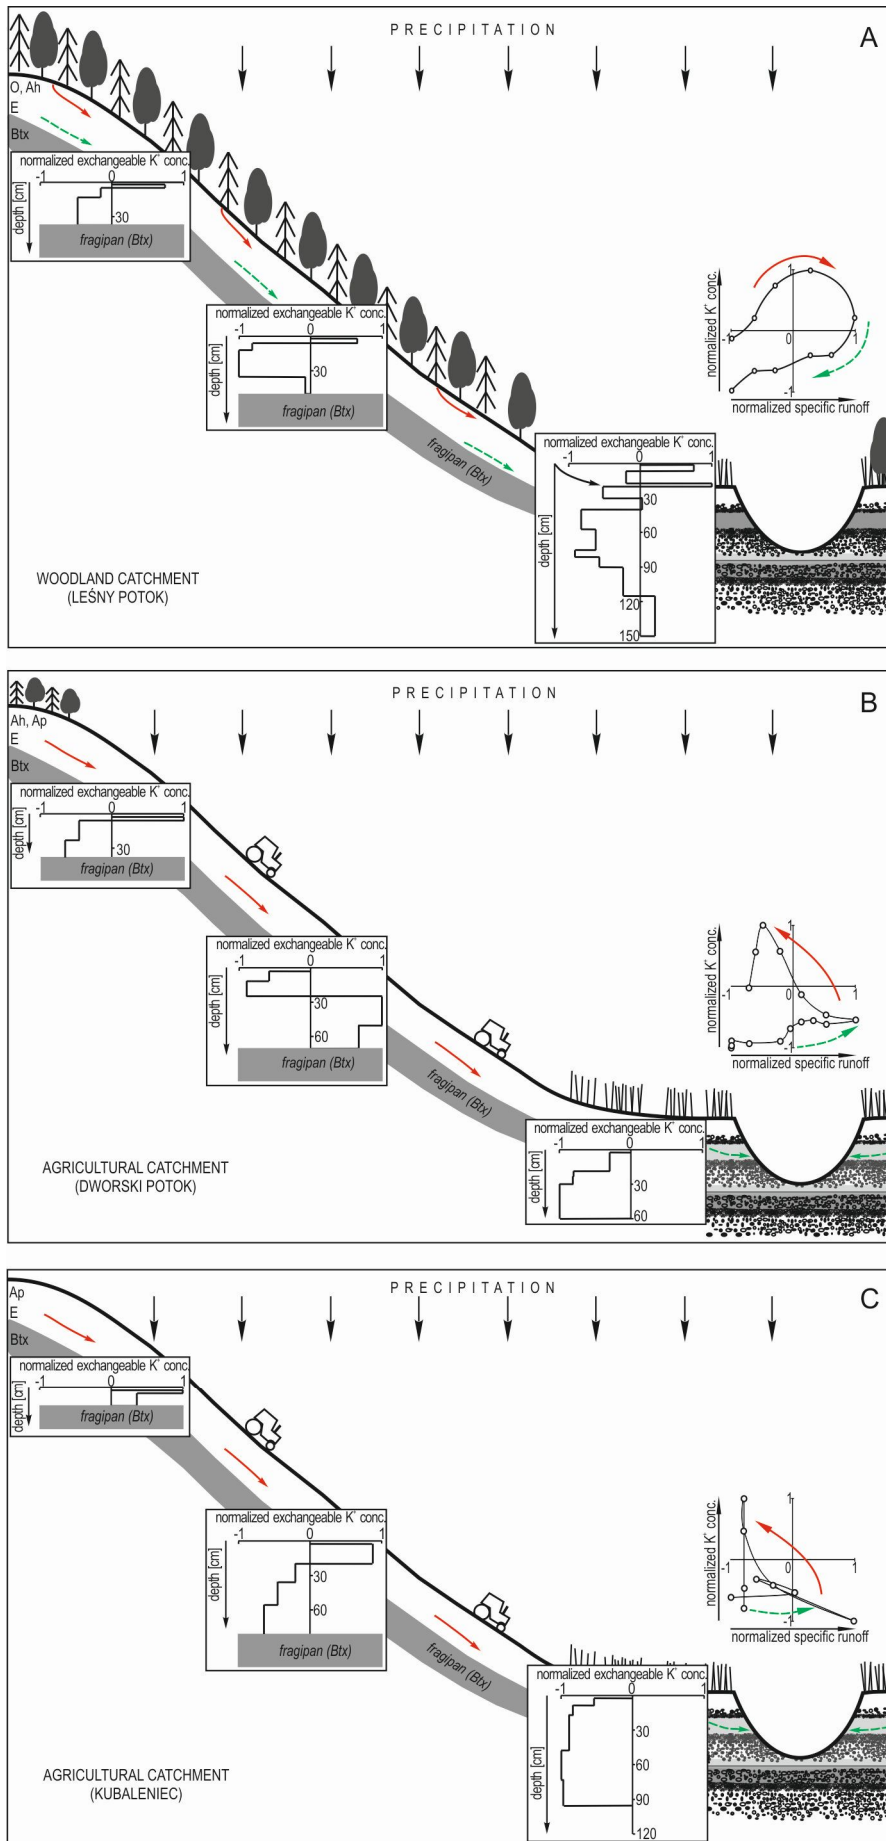 PRECIPITATION
A
O, Ah
E
Btx
normalized exchangeable K⁺ conc.
-1 0 1
depth [cm]
30
fragipan (Btx)
normalized exchangeable K⁺ conc.
-1 0 1
depth [cm]
30
fragipan (Btx)
fragipan (Btx)
normalized K⁺ conc.
1
-1 0 1
-1
normalized specific runoff
normalized exchangeable K⁺ conc.
-1 0 1
depth [cm]
30
60
90
120
150
WOODLAND CATCHMENT
(LEŚNY POTOK)
PRECIPITATION
B
Ah, Ap
E
Btx
normalized exchangeable K⁺ conc.
-1 0 1
depth [cm]
30
fragipan (Btx)
normalized exchangeable K⁺ conc.
-1 0 1
depth [cm]
30
60
fragipan (Btx)
fragipan (Btx)
normalized K⁺ conc.
1
-1 0 1
-1
normalized specific runoff
normalized exchangeable K⁺ conc.
-1 0 1
depth [cm]
30
60
AGRICULTURAL CATCHMENT
(DWORSKI POTOK)
PRECIPITATION
C
Ap
E
Btx
normalized exchangeable K⁺ conc.
-1 0 1
depth [cm]
fragipan (Btx)
normalized exchangeable K⁺ conc.
-1 0 1
depth [cm]
30
60
fragipan (Btx)
fragipan (Btx)
normalized K⁺ conc.
1
-1 0 1
-1
normalized specific runoff
normalized exchangeable K⁺ conc.
-1 0 1
depth [cm]
30
60
90
120
AGRICULTURAL CATCHMENT
(KUBALENIEC)